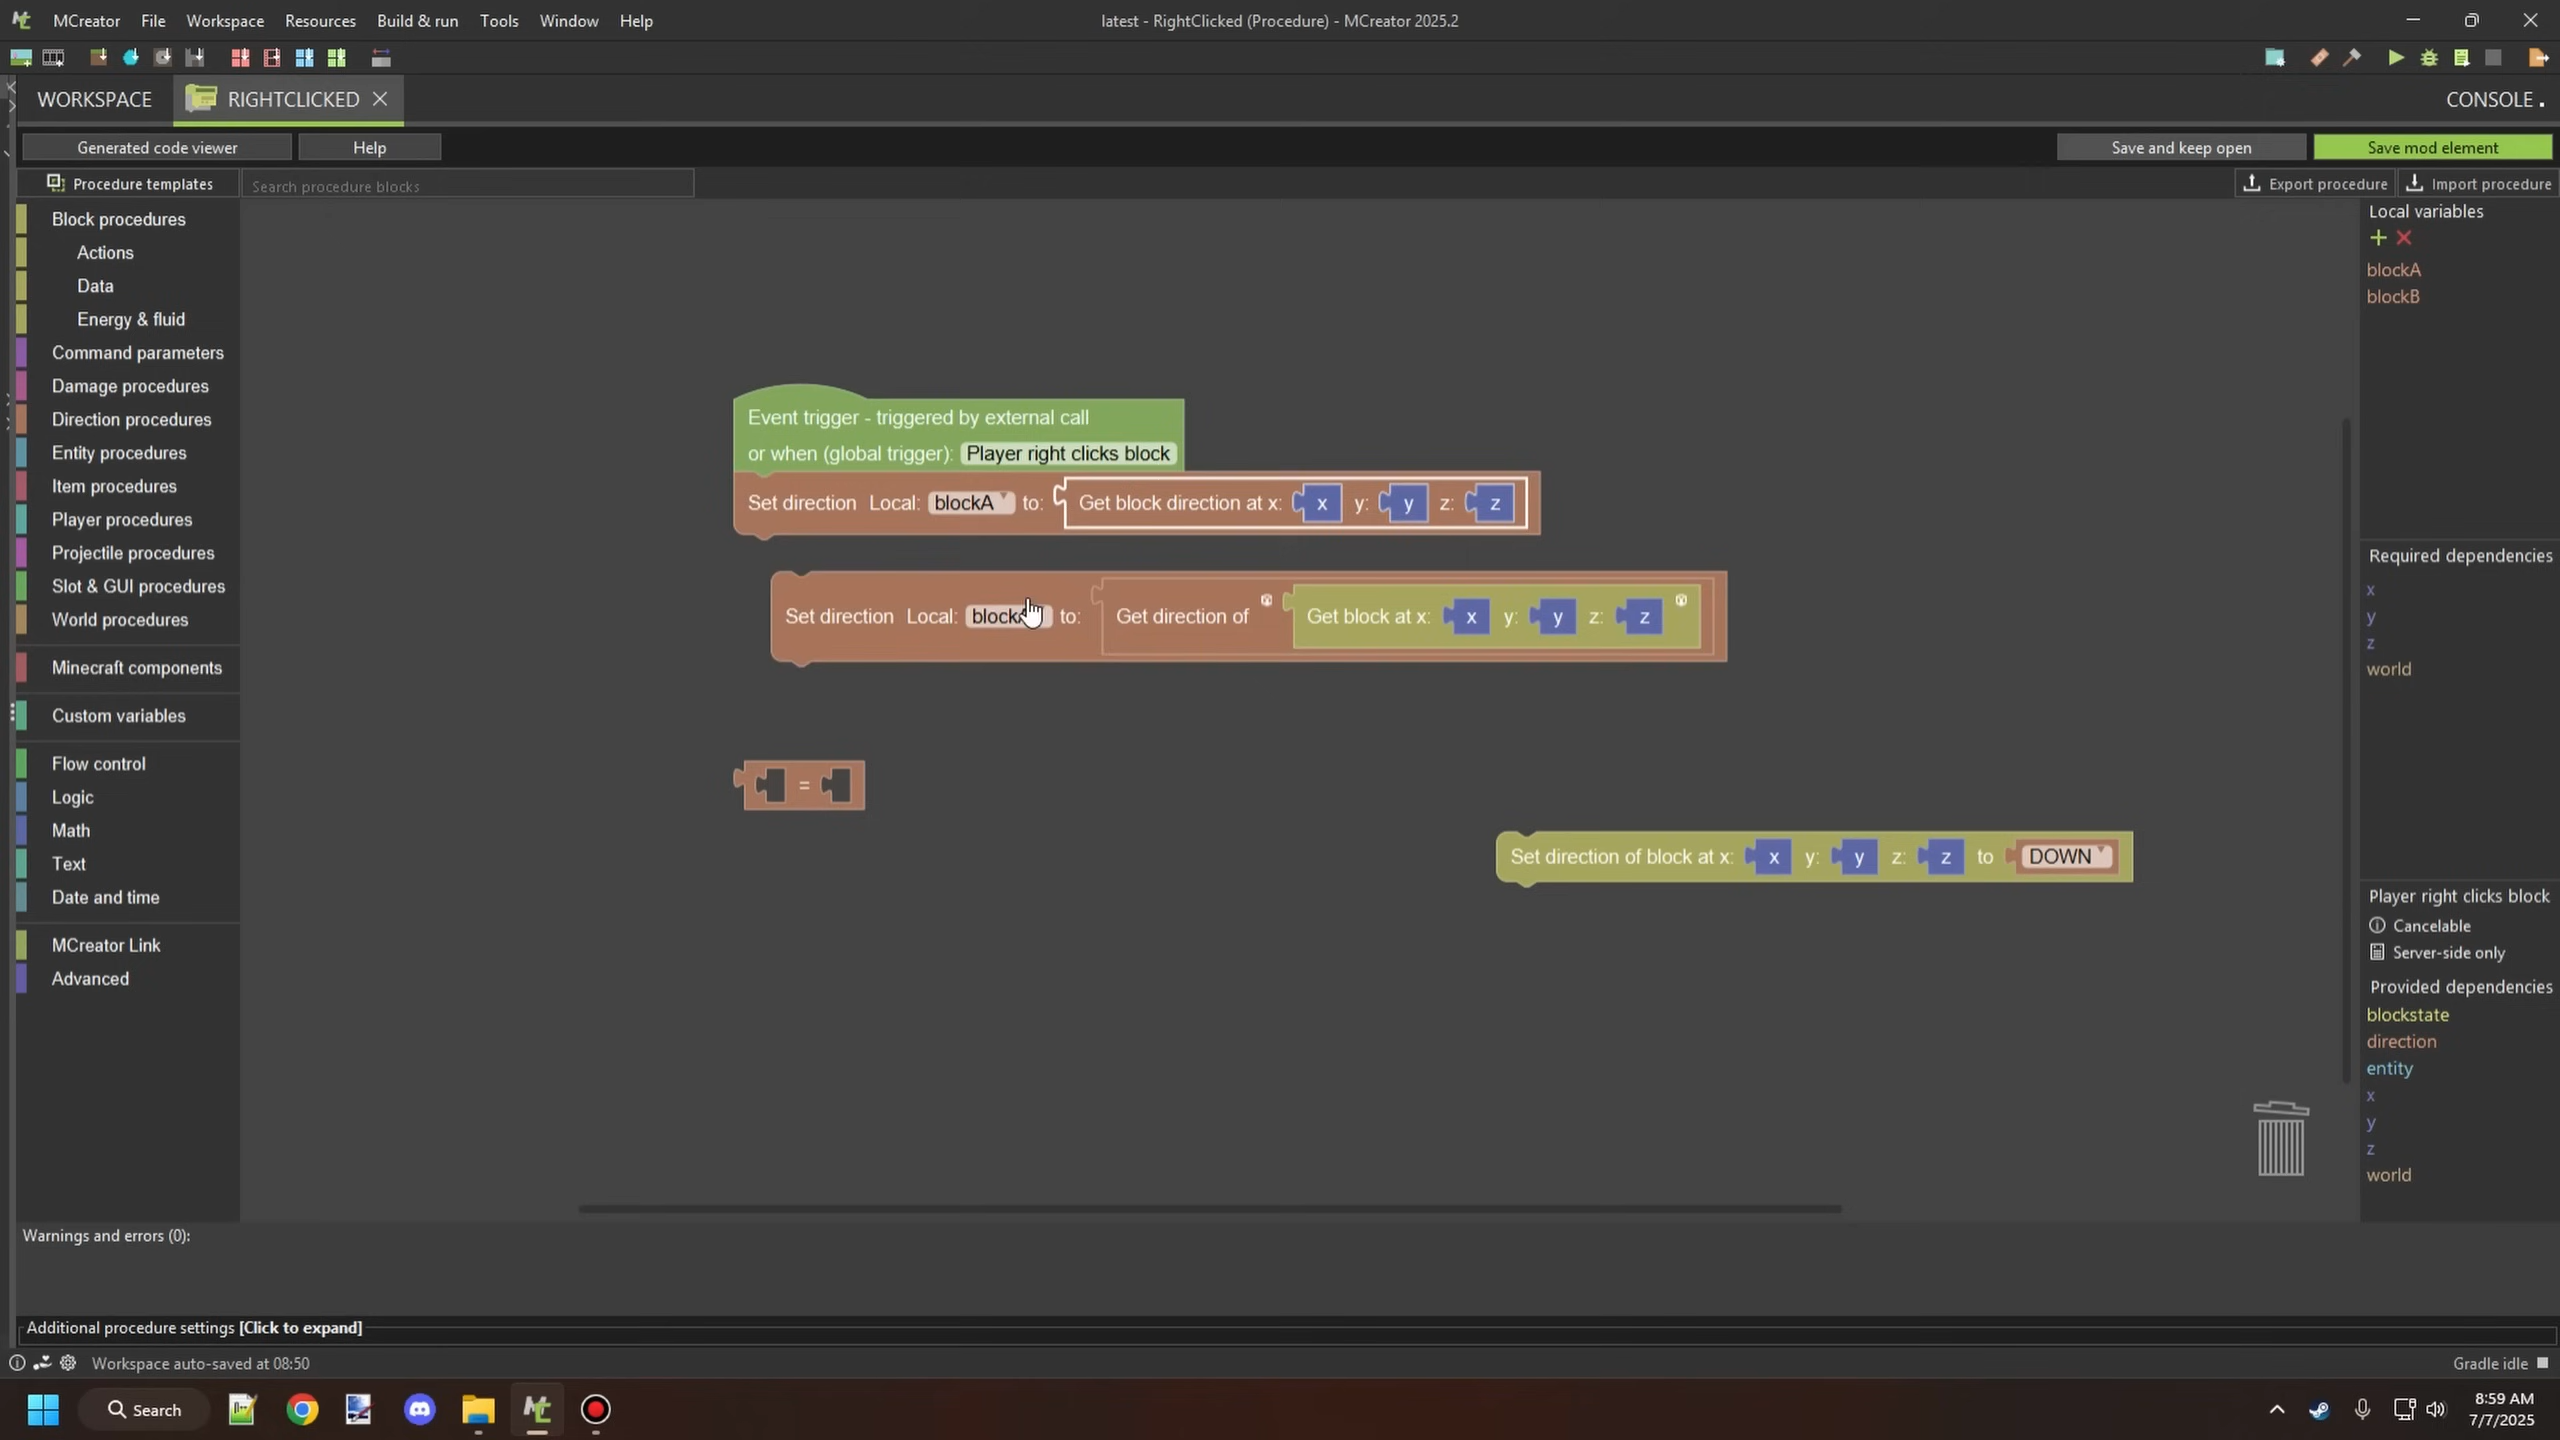 MCreator File Workspace Resources Build & run Tools Window Help
latest - RightClicked (Procedure) - MCreator 2025.2
WORKSPACE RIGHTCLICKED CONSOLE
Generated code viewer Help Save and keep open Save mod element
Procedure templates Search procedure blocks Export procedure Import procedure
Block procedures
Actions
Data
Energy & fluid
Command parameters
Damage procedures
Direction procedures
Entity procedures
Item procedures
Player procedures
Projectile procedures
Slot & GUI procedures
World procedures
Minecraft components
Custom variables
Flow control
Logic
Math
Text
Date and time
MCreator Link
Advanced
Event trigger - triggered by external call
or when (global trigger): Player right clicks block
Set direction Local: blockA to: Get block direction at x: x y: y z: z
Set direction Local: to: Get direction of Get block at x: x y: y z: z
=
Set direction of block at x: x y: y z: z to DOWN
Local variables
blockA
blockB
Required dependencies
x
y
z
world
Player right clicks block
Cancelable
Server-side only
Provided dependencies
blockstate
direction
entity
x
y
z
world
Warnings and errors (0):
Additional procedure settings [Click to expand]
Workspace auto-saved at 08:50 Gradle idle
Search
8:59 AM
7/7/2025